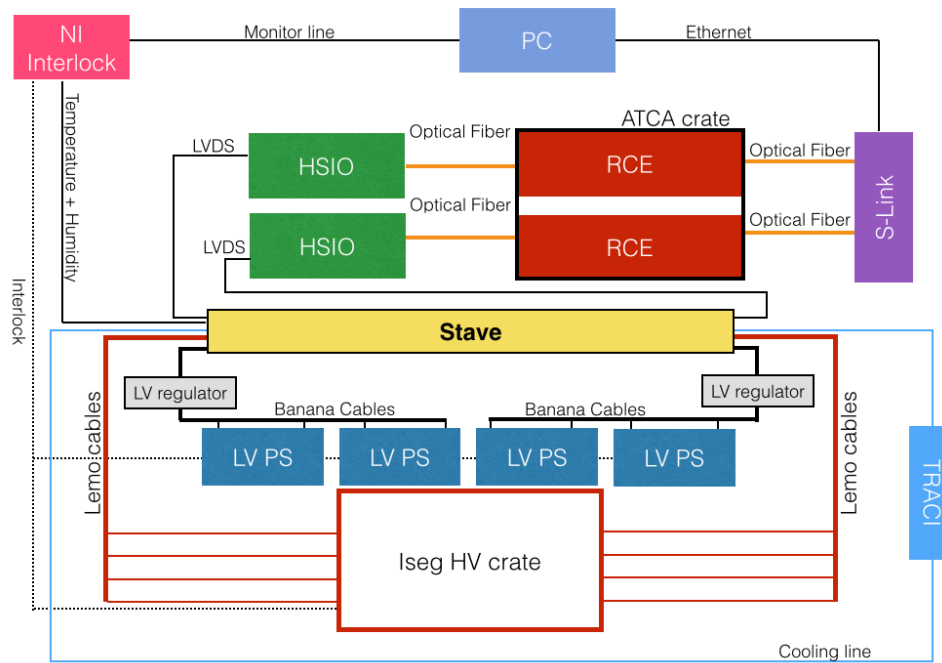 NI
Interlock
Monitor line
PC
Ethernet
Temperature + Humidity
LVDS
HSIO
Optical Fiber
ATCA crate
RCE
Optical Fiber
S-Link
LVDS
HSIO
Optical Fiber
RCE
Optical Fiber
Interlock
Stave
LV regulator
LV regulator
Banana Cables
Banana Cables
Lemo cables
Lemo cables
LV PS
LV PS
LV PS
LV PS
TRACI
Iseg HV crate
Cooling line